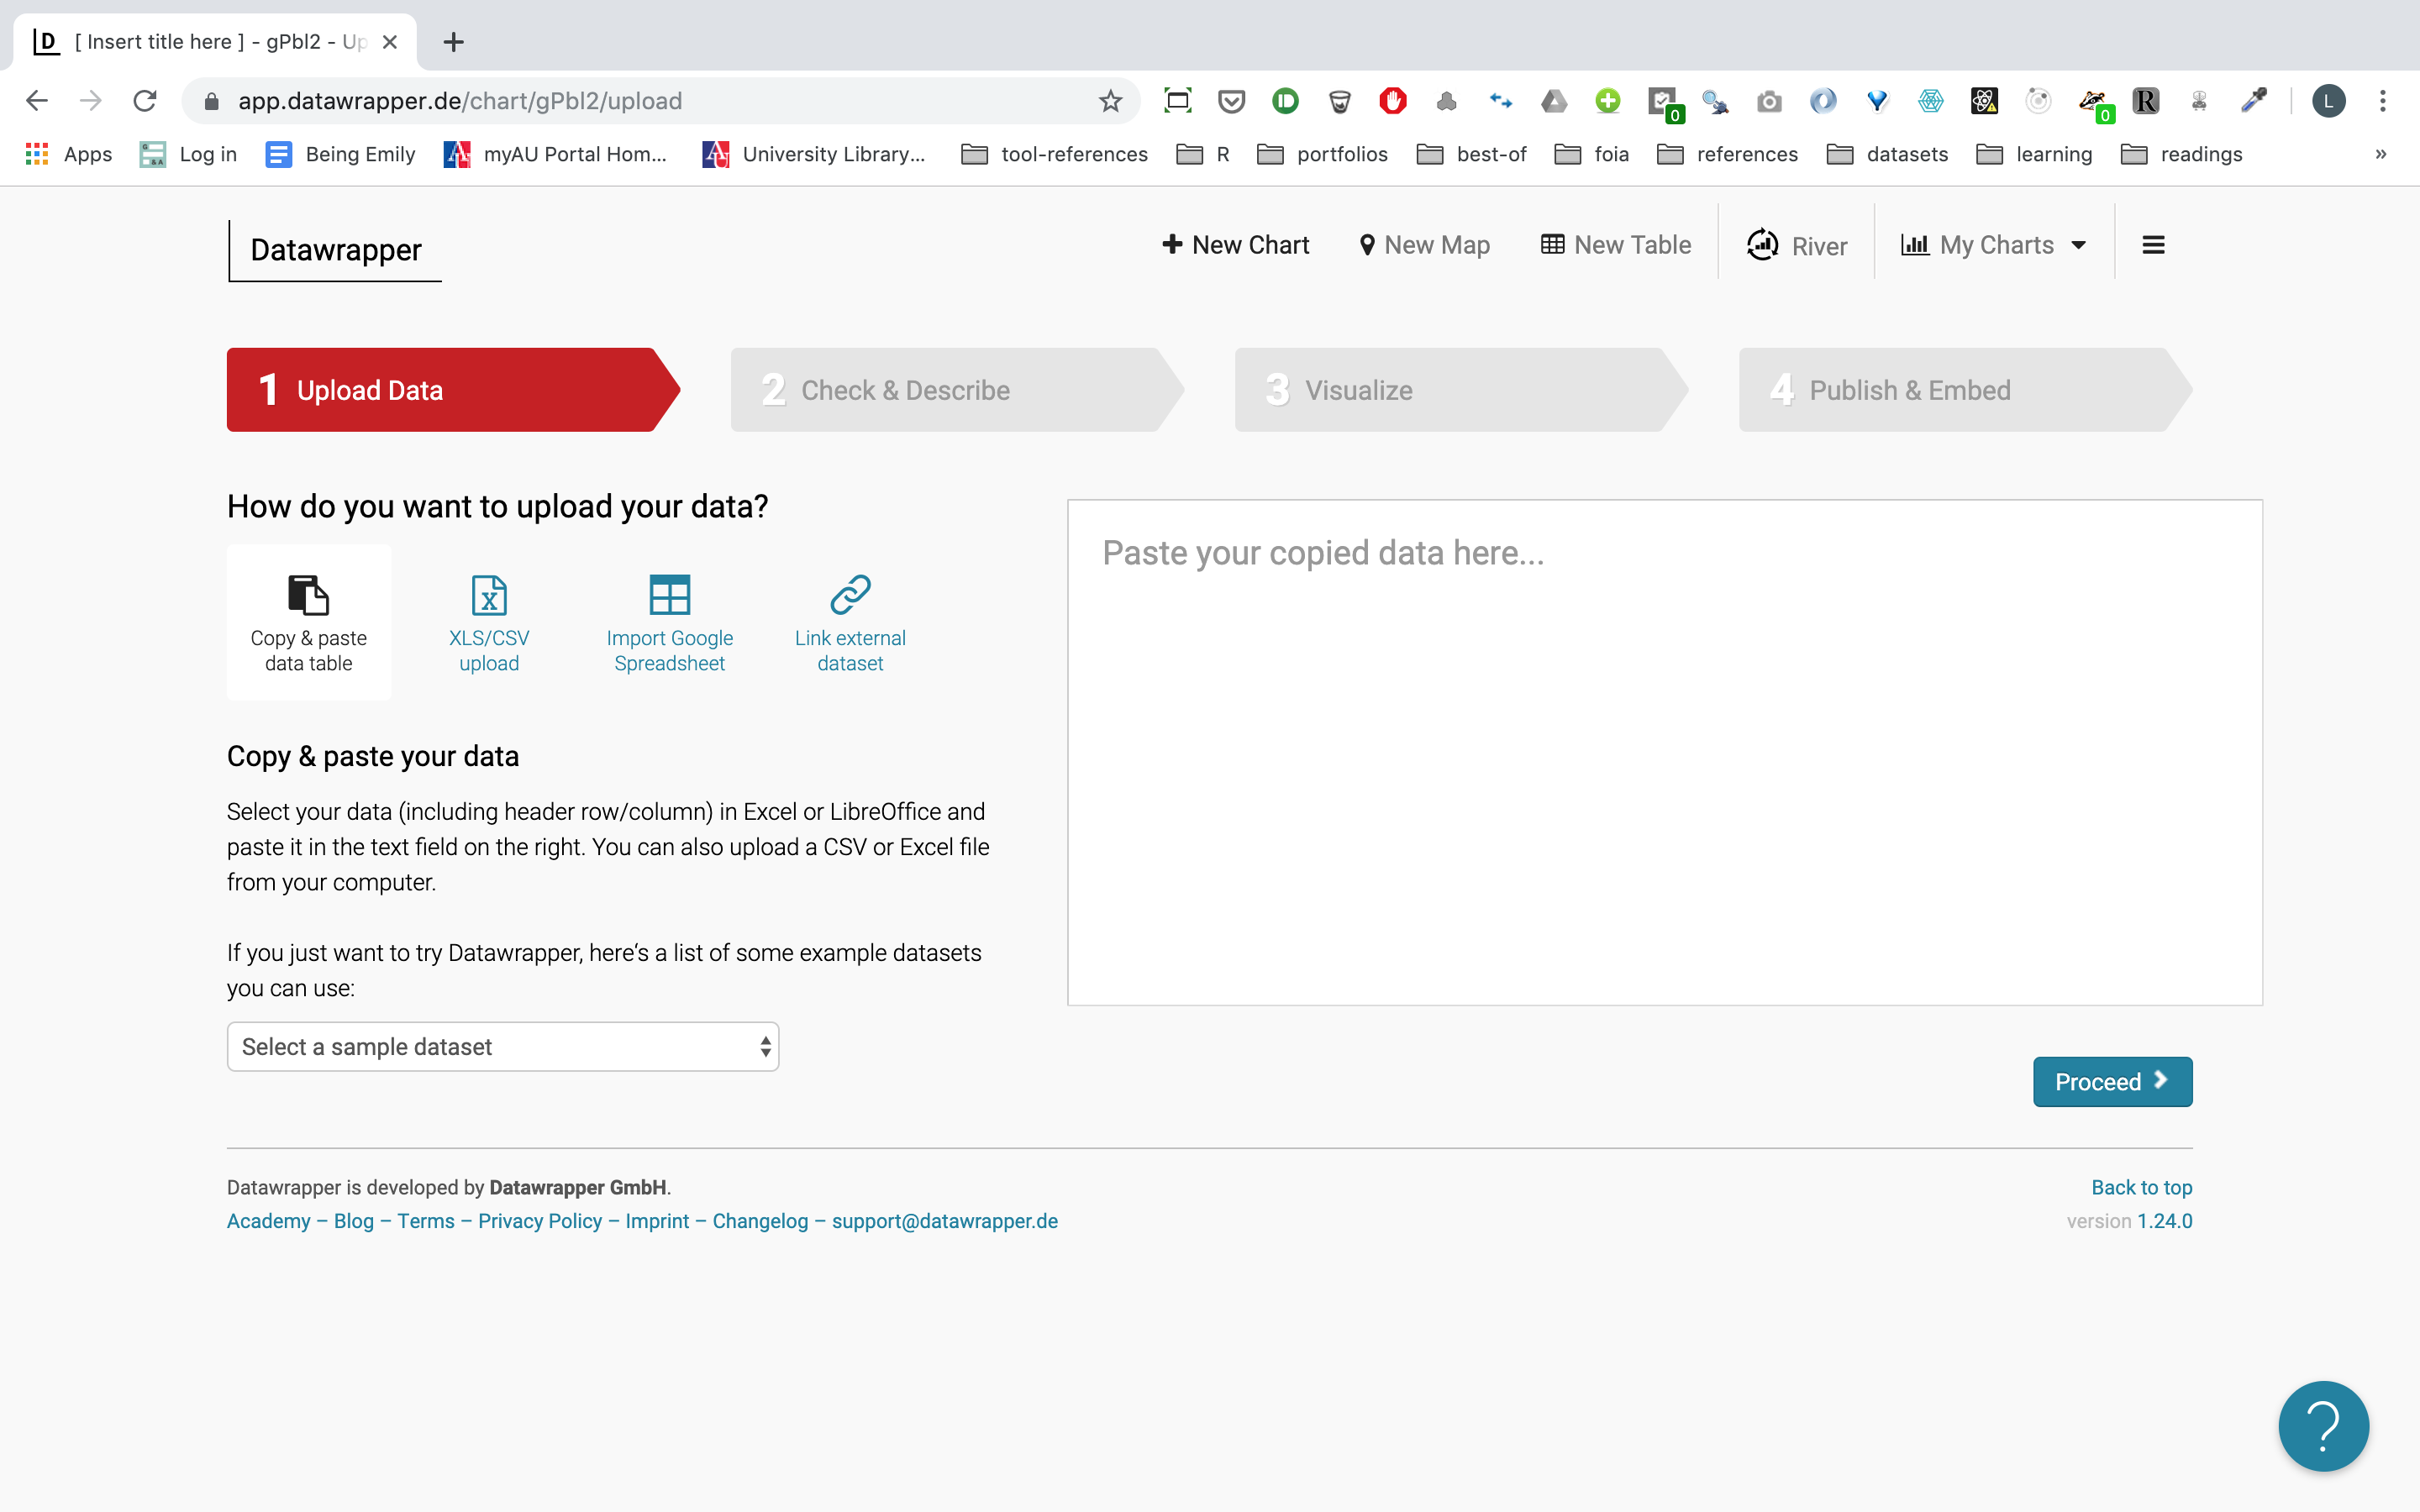 D [ Insert title here ] - gPbl2 - Up
app.datawrapper.de/chart/gPbl2/upload
0
0
R
L
Apps
Log in
Being Emily
myAU Portal Hom...
University Library...
tool-references
R
portfolios
best-of
foia
references
datasets
learning
readings
»
Datawrapper
New Chart
New Map
New Table
River
My Charts
1 Upload Data
2 Check & Describe
3 Visualize
4 Publish & Embed
How do you want to upload your data?
Copy & paste
data table
XLS/CSV
upload
Import Google
Spreadsheet
Link external
dataset
Paste your copied data here...
Copy & paste your data
Select your data (including header row/column) in Excel or LibreOffice and
paste it in the text field on the right. You can also upload a CSV or Excel file
from your computer.
If you just want to try Datawrapper, here‘s a list of some example datasets
you can use:
Select a sample dataset
Proceed
Datawrapper is developed by Datawrapper GmbH.
Back to top
Academy – Blog – Terms – Privacy Policy – Imprint – Changelog – support@datawrapper.de
version 1.24.0
?